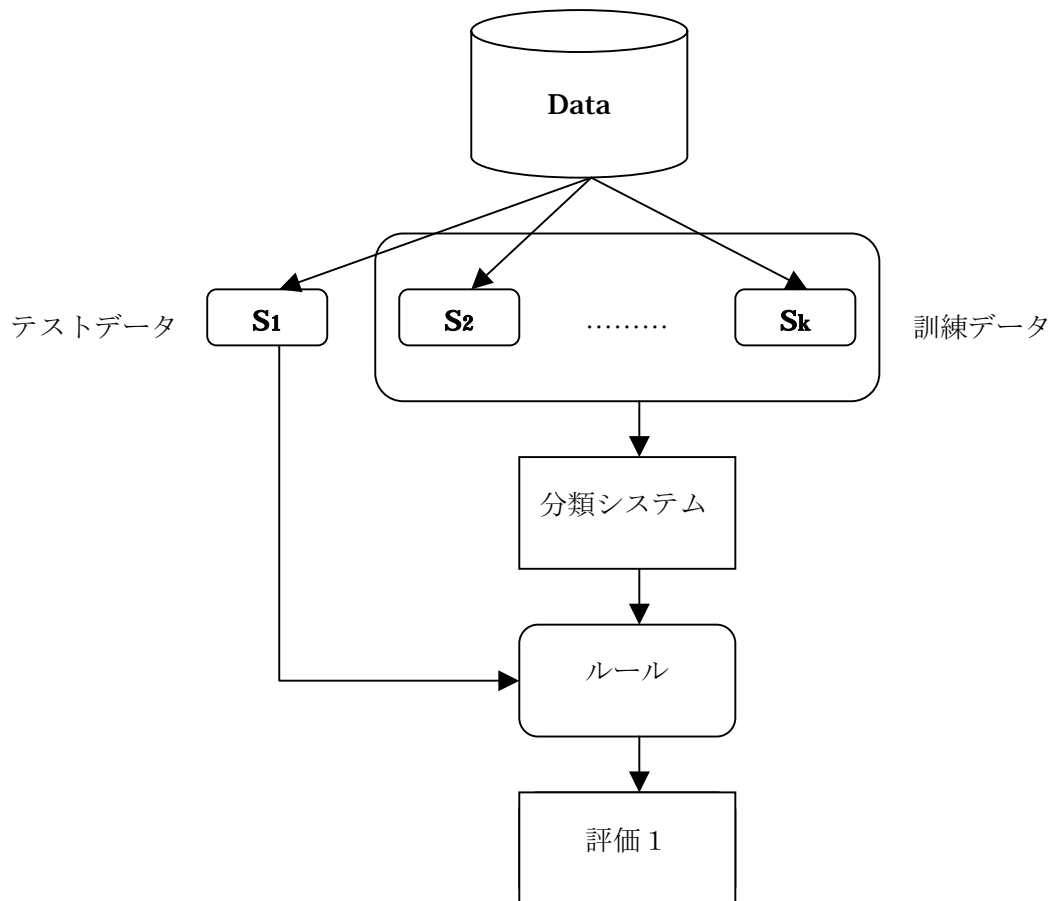 Data
テストデータ
S1
S2
………
Sk
訓練データ
分類システム
ルール
評価１